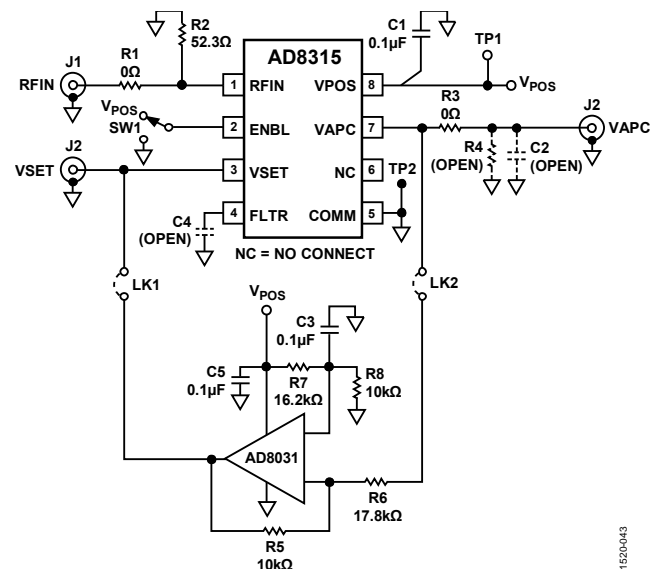 J1
RFIN
R1
0Ω
R2
52.3Ω
AD8315
C1
0.1µF
TP1
VPOS
1 RFIN
VPOS 8
VPOS
SW1
2 ENBL
VAPC 7
R3
0Ω
J2
VAPC
J2
VSET
3 VSET
NC 6
R4
(OPEN)
C2
(OPEN)
TP2
C4
(OPEN)
4 FLTR
COMM 5
NC = NO CONNECT
LK1
LK2
VPOS
C3
0.1µF
C5
0.1µF
R7
16.2kΩ
R8
10kΩ
AD8031
R6
17.8kΩ
R5
10kΩ
1520-043